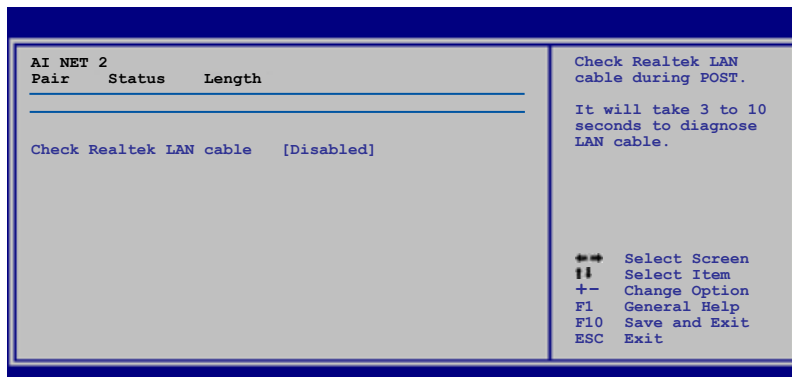 AI NET 2
Pair Status Length
Check Realtek LAN cable [Disabled]
Check Realtek LAN
cable during POST.
It will take 3 to 10
seconds to diagnose
LAN cable.
←→ Select Screen
↑↓ Select Item
+- Change Option
F1 General Help
F10 Save and Exit
ESC Exit